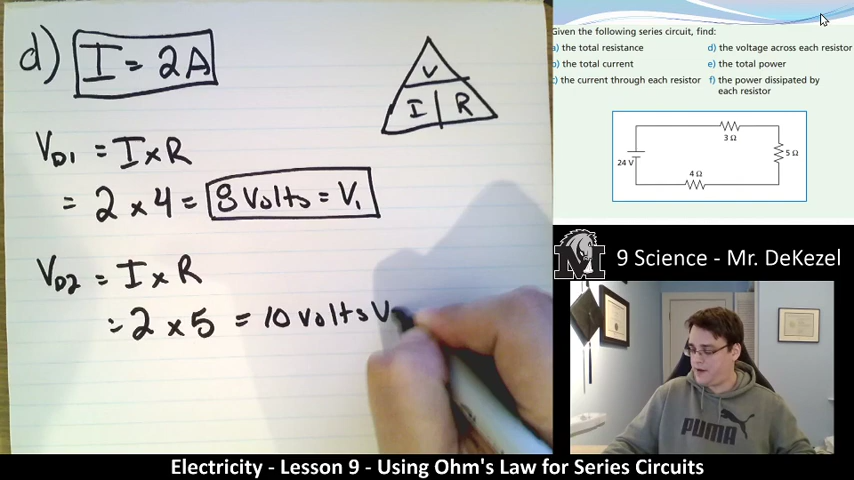 d) I = 2A
V
I | R
V_D1 = I x R
= 2 x 4 = 8 Volts = V₁
V_D2 = I x R
= 2 x 5 = 10 volts V
Given the following series circuit, find:
a) the total resistance
b) the total current
c) the current through each resistor
d) the voltage across each resistor
e) the total power
f) the power dissipated by
each resistor
3 Ω
5 Ω
24 V
4 Ω
M 9 Science - Mr. DeKezel
PUMA
Electricity - Lesson 9 - Using Ohm's Law for Series Circuits